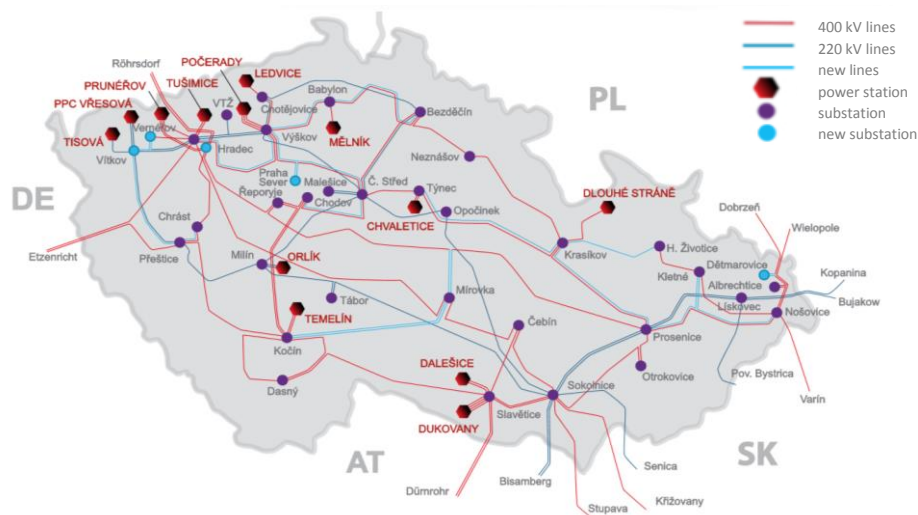 400 kV lines
220 kV lines
new lines
power station
substation
new substation
PL
DE
AT
SK
Röhrsdorf
POČERADY
LEDVICE
PRUNÉŘOV
TUŠIMICE
PPC VŘESOVÁ
VTŽ
Chotějovice
Babylon
Bezděčín
TISOVÁ
Vernéřov
Výškov
MĚLNÍK
Vítkov
Hradec
Neznášov
Praha
Sever
Malešice
Č. Střed
Týnec
DLOUHÉ STRÁNĚ
Řeporyje
Chodov
CHVALETICE
Opočinek
Dobrzeň
Wielopole
Chrást
Krasíkov
H. Životice
Etzenricht
Přeštice
Milín
ORLÍK
Dětmarovice
Kletné
Albrechtice
Kopanina
Lískovec
Bujakow
Tábor
Mírovka
Nošovice
TEMELÍN
Čebín
Prosenice
Kočín
DALEŠICE
Otrokovice
Pov. Bystrica
Dasný
Sokolnice
Varín
DUKOVANY
Slavětice
Senica
Dűrnrohr
Bisamberg
Stupava
Křižovany